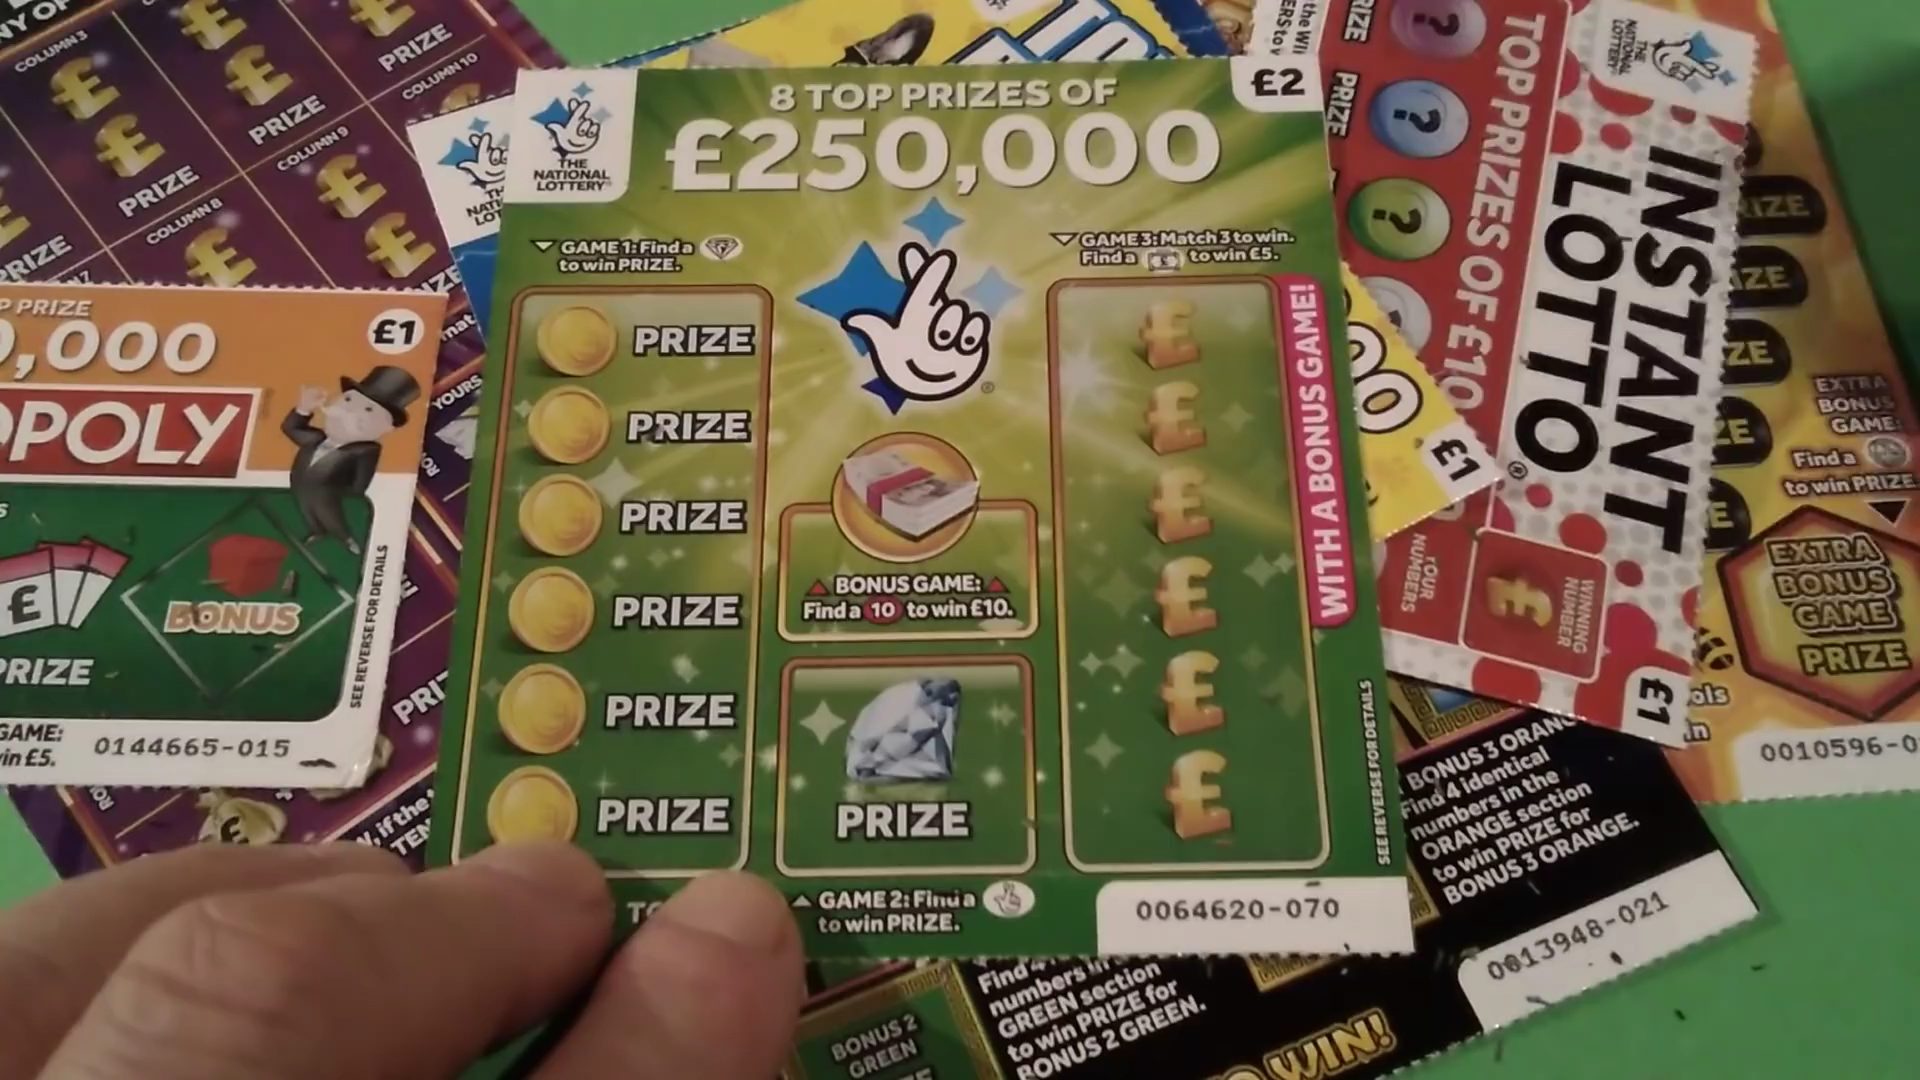 8 TOP PRIZES OF
£250,000
£2
THE
NATIONAL
LOTTERY®
GAME 1: Find a
to win PRIZE.
PRIZE
PRIZE
PRIZE
PRIZE
PRIZE
PRIZE
BONUS GAME:
Find a 10 to win £10.
PRIZE
GAME 2: Find a
to win PRIZE.
GAME 3: Match 3 to win.
Find a to win £5.
WITH A BONUS GAME!
SEE REVERSE FOR DETAILS
0064620-070
COLUMN 3
PRIZE
COLUMN 10
PRIZE
COLUMN 9
PRIZE
COLUMN 8
PRIZE
£1
BONUS
SEE REVERSE FOR DETAILS
GAME:
£5.
0144665-015
YOURS
£1
THE
NATIONAL
LOTTERY
INSTANT
LOTTO®
TOP PRIZES OF £10
PRIZE
YOUR
NUMBERS
WINNING
NUMBER
£1
EXTRA
BONUS
GAME:
Find a
to win PRIZE.
EXTRA
BONUS
GAME
PRIZE
BONUS 3 ORANGE
Find 4 identical
numbers in the
ORANGE section
to win PRIZE for
BONUS 3 ORANGE.
0013948-021
GREEN section
to win PRIZE for
BONUS 2 GREEN.
BONUS 2
GREEN
WIN!